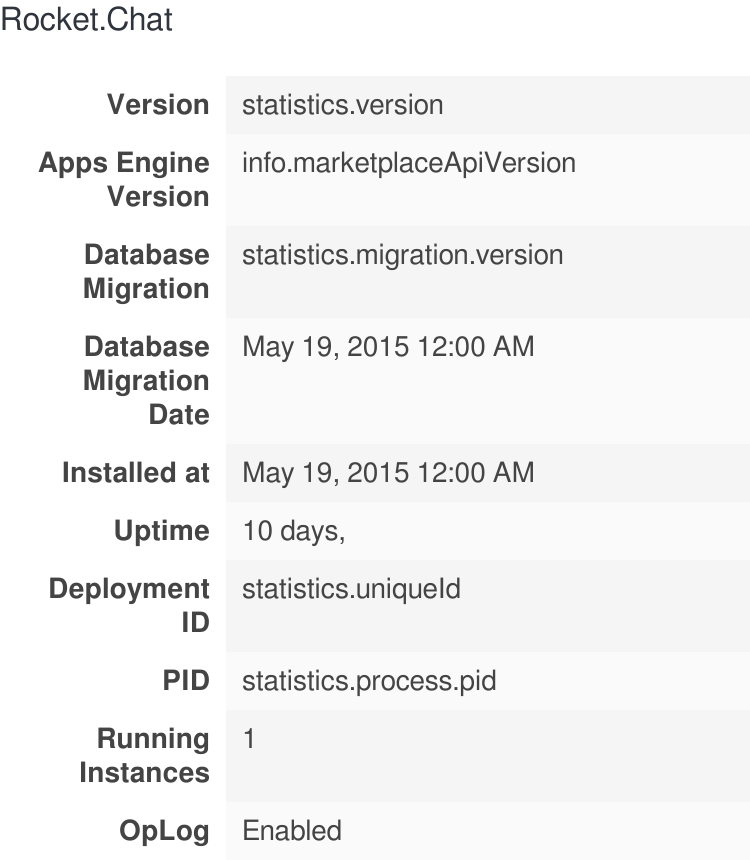 Rocket.Chat
Version statistics.version
Apps Engine info.marketplaceApiVersion
Version
Database statistics.migration.version
Migration
Database May 19, 2015 12:00 AM
Migration
Date
Installed at May 19, 2015 12:00 AM
Uptime 10 days,
Deployment statistics.uniqueId
ID
PID statistics.process.pid
Running 1
Instances
OpLog Enabled